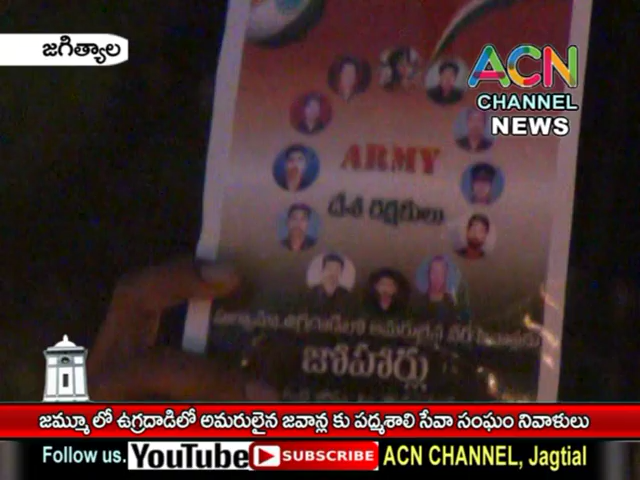 జగిత్యాల
ACN
CHANNEL
NEWS
ARMY
దేశ రక్షకులు
జోహార్లు
జమ్మూ లో ఉగ్రదాడిలో అమరులైన జవాన్ల కు పద్మశాలి సేవా సంఘం నివాళులు
Follow us. YouTube SUBSCRIBE ACN CHANNEL, Jagtial